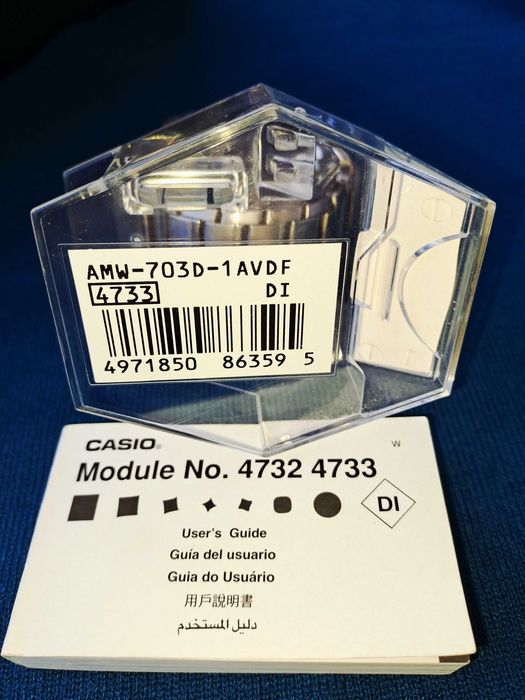 AMW-703D-1AVDF
4733 DI
4971850 86359 5
CASIO®
W
Module No. 4732 4733
DI
User's Guide
Guía del usuario
Guia do Usuário
用戶說明書
دليل المستخدم